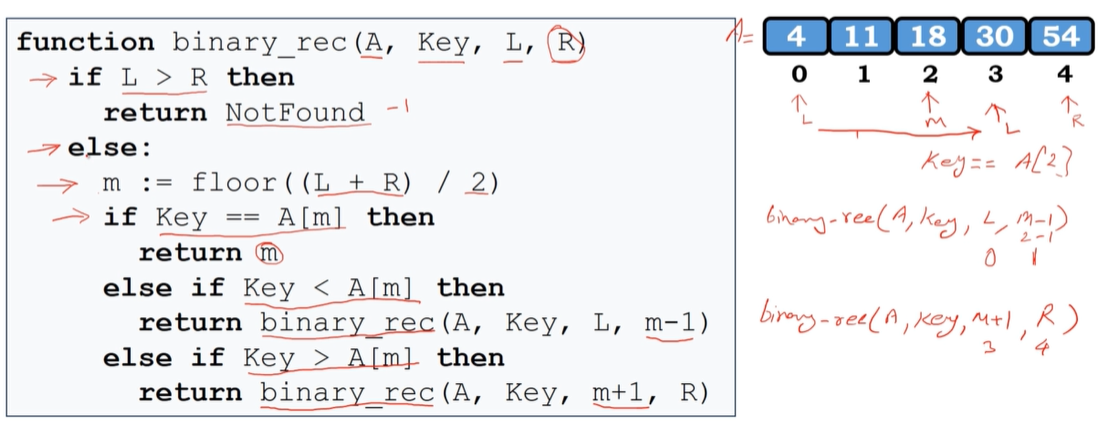 function binary_rec(A, Key, L, R)
→ if L > R then
return NotFound -1
→ else:
→ m := floor((L + R) / 2)
→ if Key == A[m] then
return m
else if Key < A[m] then
return binary_rec(A, Key, L, m-1)
else if Key > A[m] then
return binary_rec(A, Key, m+1, R)
A= 4 11 18 30 54
0 1 2 3 4
↑L ↑m ↑L ↑R
Key== A[2]
binary-rec(A, Key, L, m-1)
2-1
0 1
binary-rec(A, Key, m+1, R)
3 4